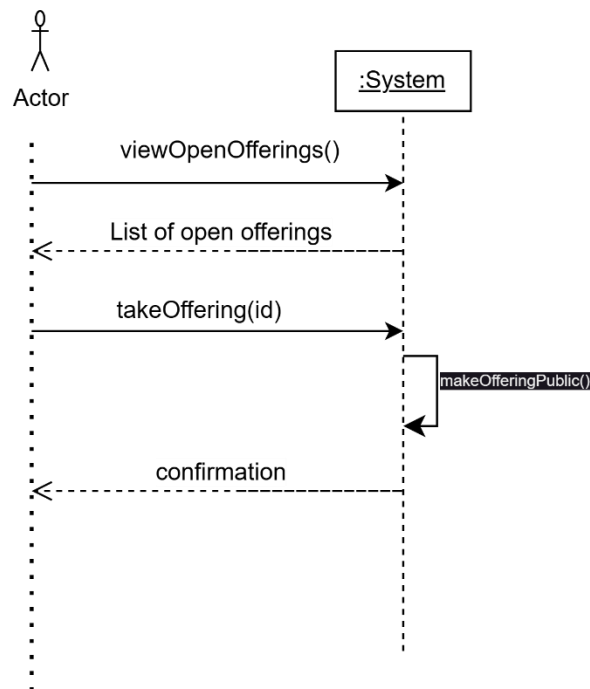 Actor
:System
viewOpenOfferings()
List of open offerings
takeOffering(id)
makeOfferingPublic()
confirmation